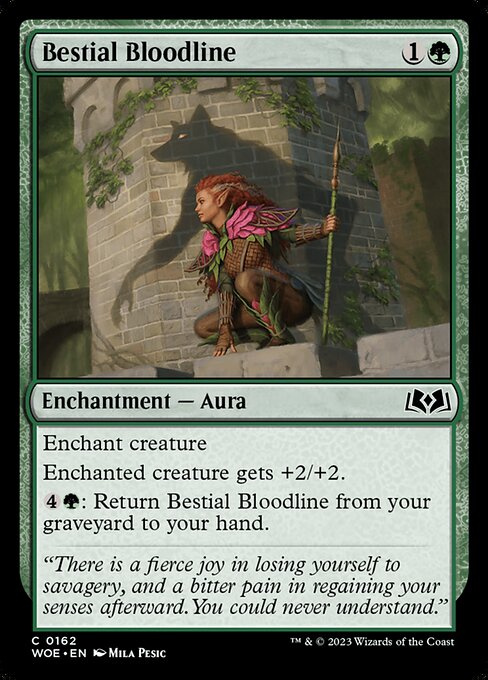 Bestial Bloodline 1
Enchantment — Aura
Enchant creature
Enchanted creature gets +2/+2.
4 : Return Bestial Bloodline from your
graveyard to your hand.
“There is a fierce joy in losing yourself to
savagery, and a bitter pain in regaining your
senses afterward. You could never understand.”
C 0162
WOE • EN Mila Pesic
™ & © 2023 Wizards of the Coast